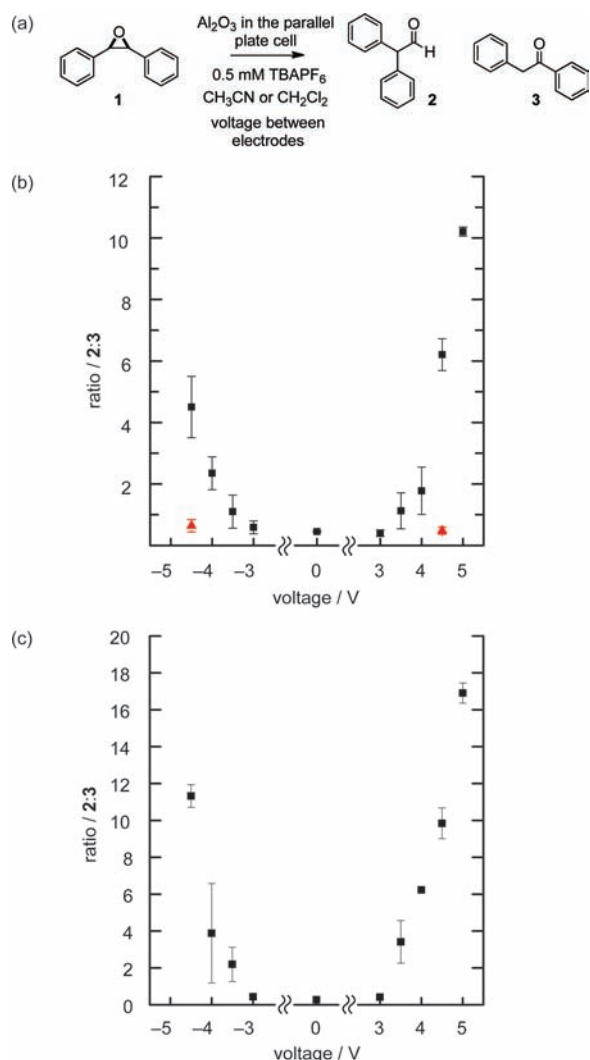 (a)
O
Al2O3 in the parallel
plate cell
0.5 mM TBAPF6
CH3CN or CH2Cl2
voltage between
electrodes
1
O
H
2
O
3
(b)
12
10
8
6
4
2
ratio / 2:3
–5 –4 –3 0 3 4 5
voltage / V
(c)
20
18
16
14
12
10
8
6
4
2
0
ratio / 2:3
–5 –4 –3 0 3 4 5
voltage / V